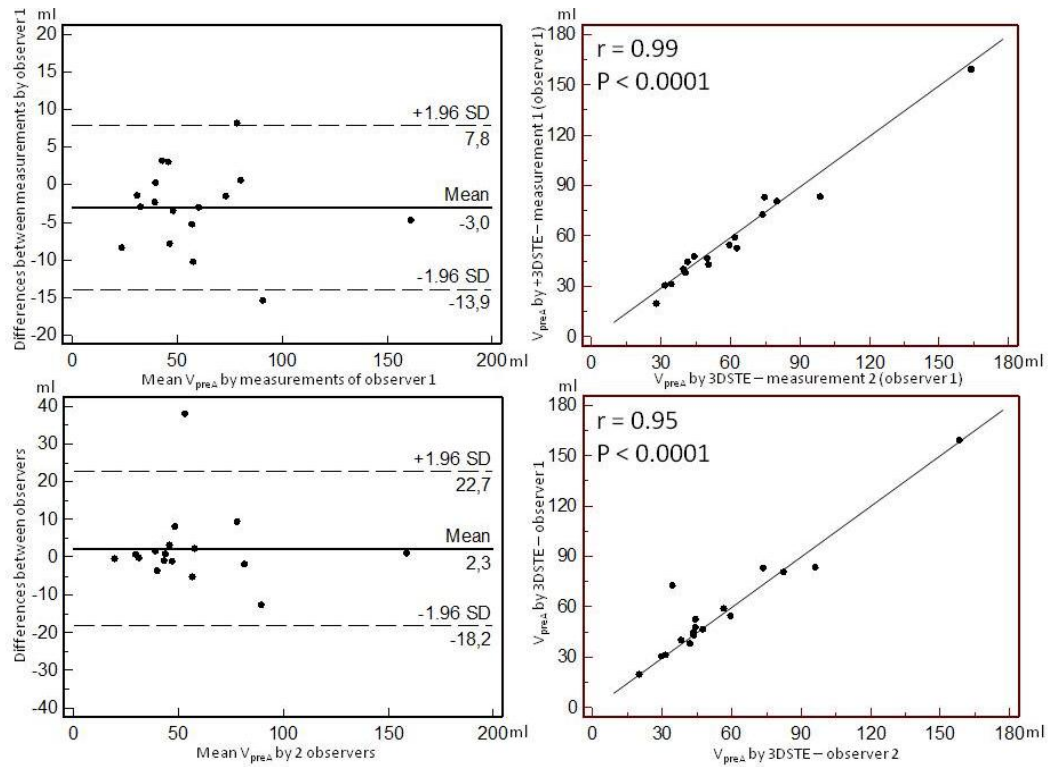 ml
20
15
10
5
0
-5
-10
-15
-20
Differences between measurements by observer 1
+1.96 SD
7,8
Mean
-3,0
-1.96 SD
-13,9
0 50 100 150 200 ml
Mean VpreA by measurements of observer 1
ml
180
150
120
90
60
30
0
VpreA by +3DSTE – measurement 1 (observer 1)
r = 0.99
P < 0.0001
0 30 60 90 120 150 180 ml
VpreA by 3DSTE – measurement 2 (observer 1)
ml
40
30
20
10
0
-10
-20
-30
-40
Differences between observers
+1.96 SD
22,7
Mean
2,3
-1.96 SD
-18,2
0 50 100 150 200 ml
Mean VpreA by 2 observers
ml
180
150
120
90
60
30
0
VpreA by 3DSTE – observer 1
r = 0.95
P < 0.0001
0 30 60 90 120 150 180 ml
VpreA by 3DSTE – observer 2